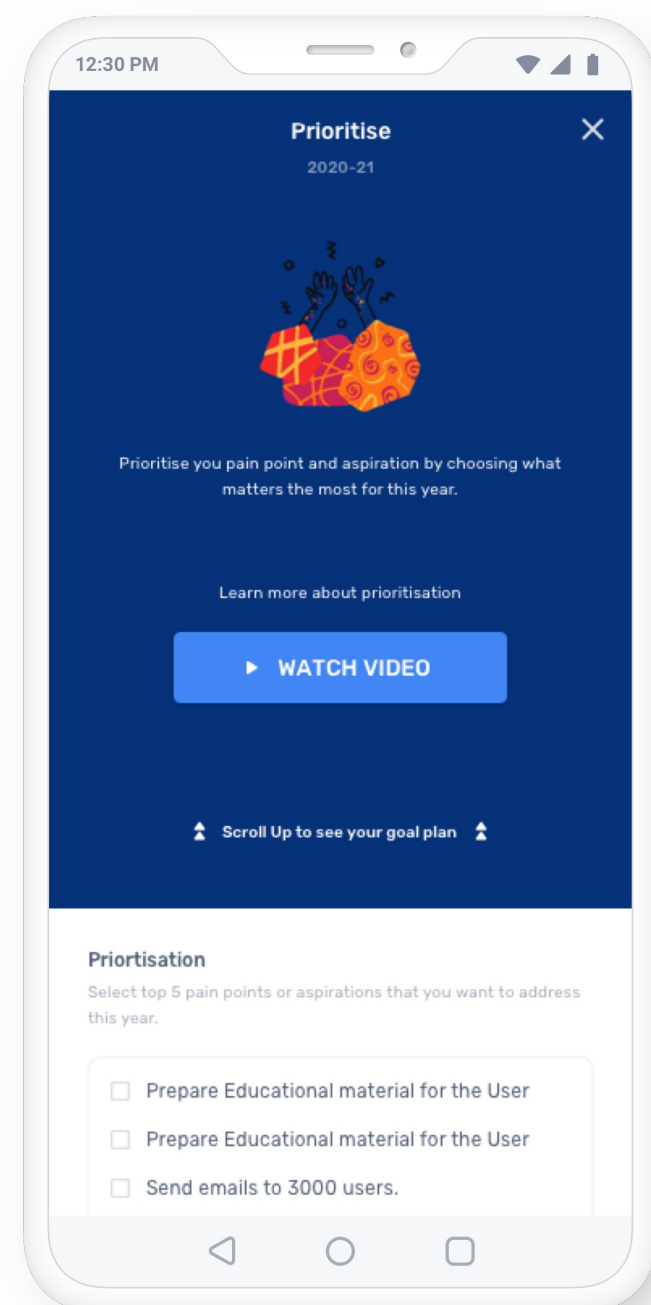 12:30 PM
Prioritise
2020-21
Prioritise you pain point and aspiration by choosing what
matters the most for this year.
Learn more about prioritisation
WATCH VIDEO
Scroll Up to see your goal plan
Priortisation
Select top 5 pain points or aspirations that you want to address
this year.
Prepare Educational material for the User
Prepare Educational material for the User
Send emails to 3000 users.